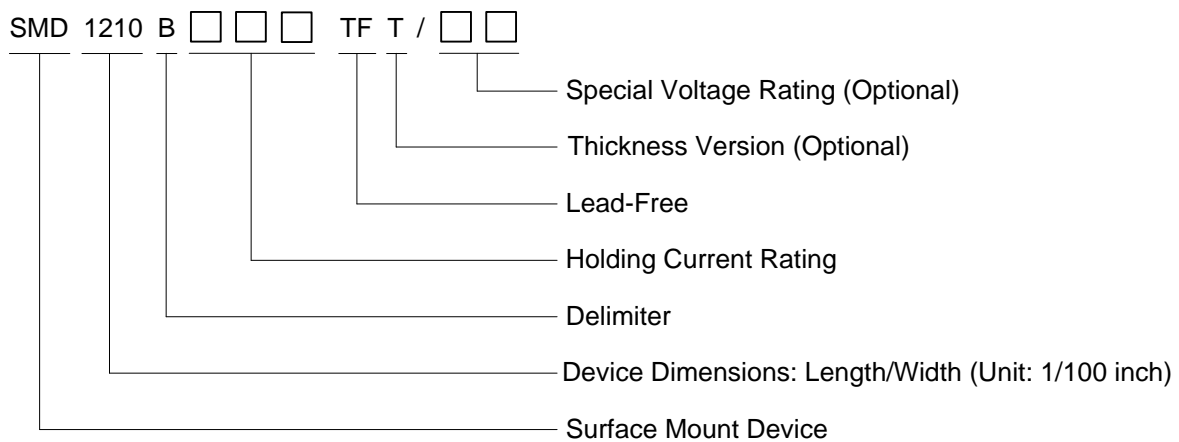 SMD 1210 B □ □ □ TF T / □ □
Special Voltage Rating (Optional)
Thickness Version (Optional)
Lead-Free
Holding Current Rating
Delimiter
Device Dimensions: Length/Width (Unit: 1/100 inch)
Surface Mount Device